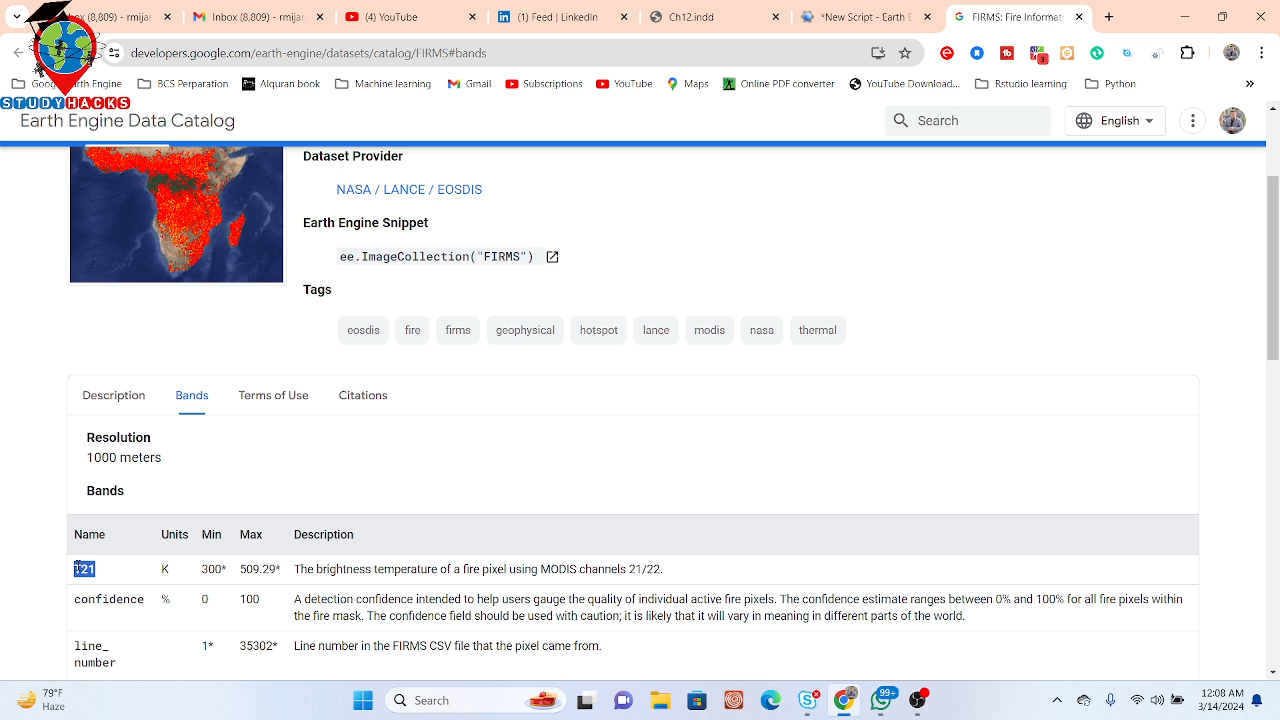 Inbox (8,809) - rmijar
Inbox (8,809) - rmijan
(4) YouTube
(1) Feed | LinkedIn
Ch12.indd
*New Script - Earth E
FIRMS: Fire Informati
developers.google.com/earth-engine/datasets/catalog/FIRMS#bands
3
Earth Engine
BCS Perparation
Alquran book
Machine learning
Gmail
Subscriptions
YouTube
Maps
Online PDF converter
YouTube Download...
Rstudio learning
Python
STUDYHACKS
Earth Engine Data Catalog
Search
English
Dataset Provider
NASA / LANCE / EOSDIS
Earth Engine Snippet
ee.ImageCollection("FIRMS")
Tags
eosdis
fire
firms
geophysical
hotspot
lance
modis
nasa
thermal
Description
Bands
Terms of Use
Citations
Resolution
1000 meters
Bands
Name Units Min Max Description
T21 K 300* 509.29* The brightness temperature of a fire pixel using MODIS channels 21/22.
confidence % 0 100 A detection confidence intended to help users gauge the quality of individual active fire pixels. The confidence estimate ranges between 0% and 100% for all fire pixels within
the fire mask. The confidence field should be used with caution; it is likely that it will vary in meaning in different parts of the world.
line_ 1* 35302* Line number in the FIRMS CSV file that the pixel came from.
number
79°F
Haze
Search
99+
12:08 AM
3/14/2024